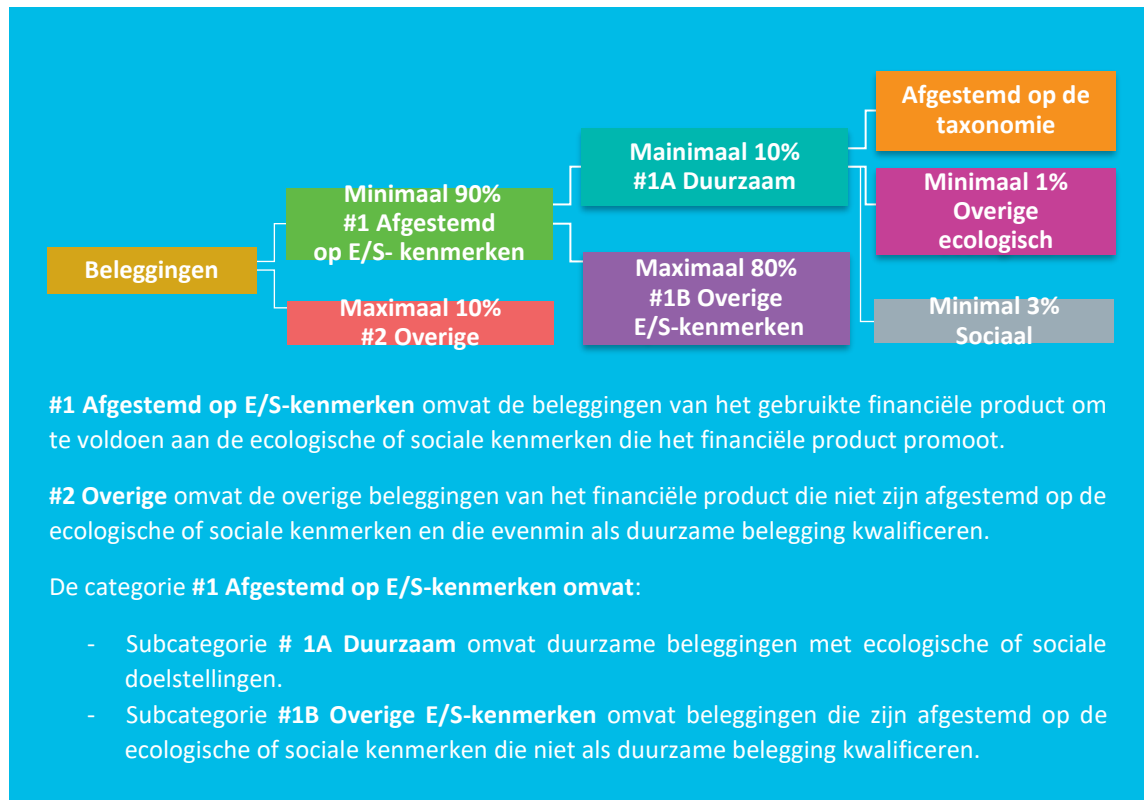 Beleggingen
Minimaal 90%
#1 Afgestemd
op E/S- kenmerken
Maximaal 10%
#2 Overige
Mainimaal 10%
#1A Duurzaam
Maximaal 80%
#1B Overige
E/S-kenmerken
Afgestemd op de
taxonomie
Minimaal 1%
Overige
ecologisch
Minimal 3%
Sociaal
#1 Afgestemd op E/S-kenmerken omvat de beleggingen van het gebruikte financiële product om
te voldoen aan de ecologische of sociale kenmerken die het financiële product promoot.
#2 Overige omvat de overige beleggingen van het financiële product die niet zijn afgestemd op de
ecologische of sociale kenmerken en die evenmin als duurzame belegging kwalificeren.
De categorie #1 Afgestemd op E/S-kenmerken omvat:
- Subcategorie # 1A Duurzaam omvat duurzame beleggingen met ecologische of sociale
doelstellingen.
- Subcategorie #1B Overige E/S-kenmerken omvat beleggingen die zijn afgestemd op de
ecologische of sociale kenmerken die niet als duurzame belegging kwalificeren.